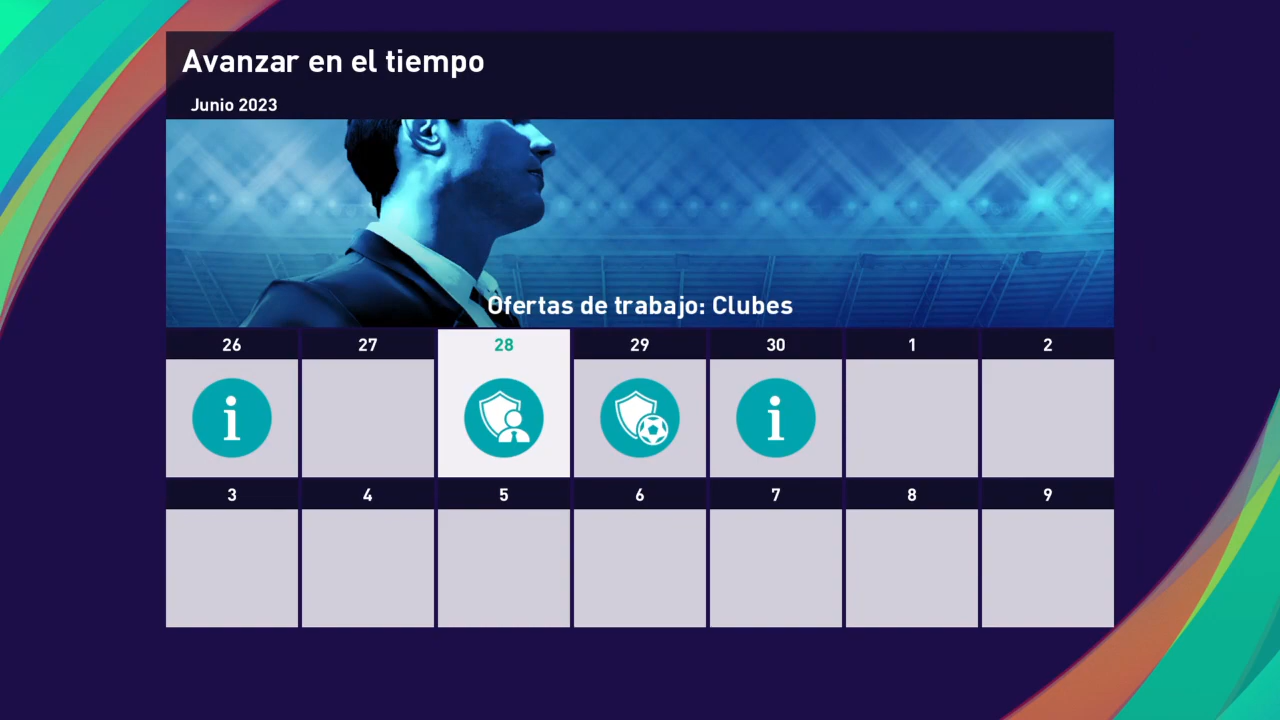 Avanzar en el tiempo
Junio 2023
Ofertas de trabajo: Clubes
26 27 28 29 30 1 2
3 4 5 6 7 8 9